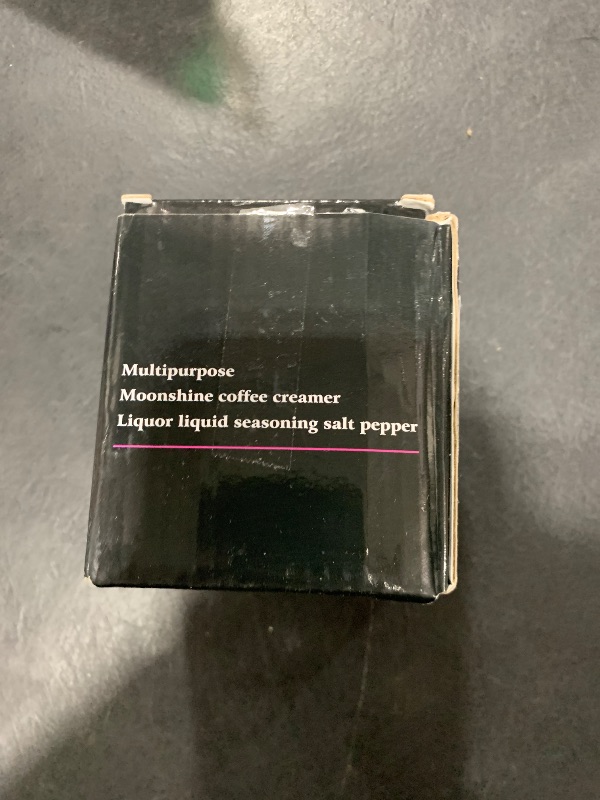 Multipurpose
Moonshine coffee creamer
Liquor liquid seasoning salt pepper